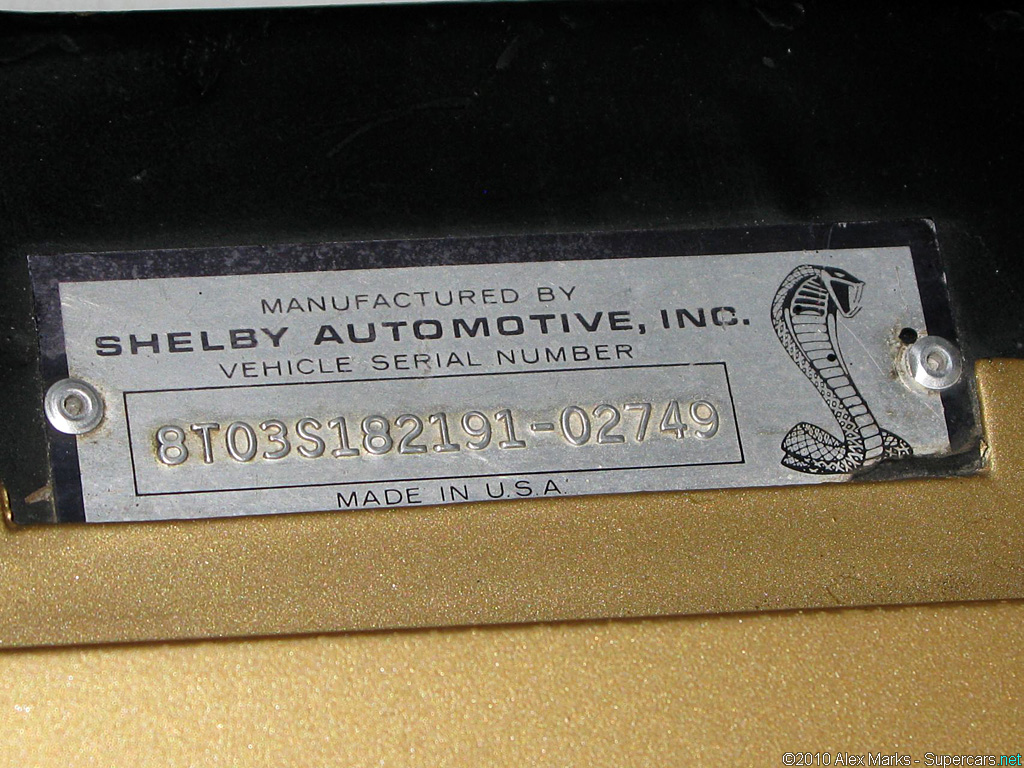 MANUFACTURED BY
SHELBY AUTOMOTIVE, INC.
VEHICLE SERIAL NUMBER
8T03S182191-02749
MADE IN U.S.A.
©2010 Alex Marks - Supercars.net